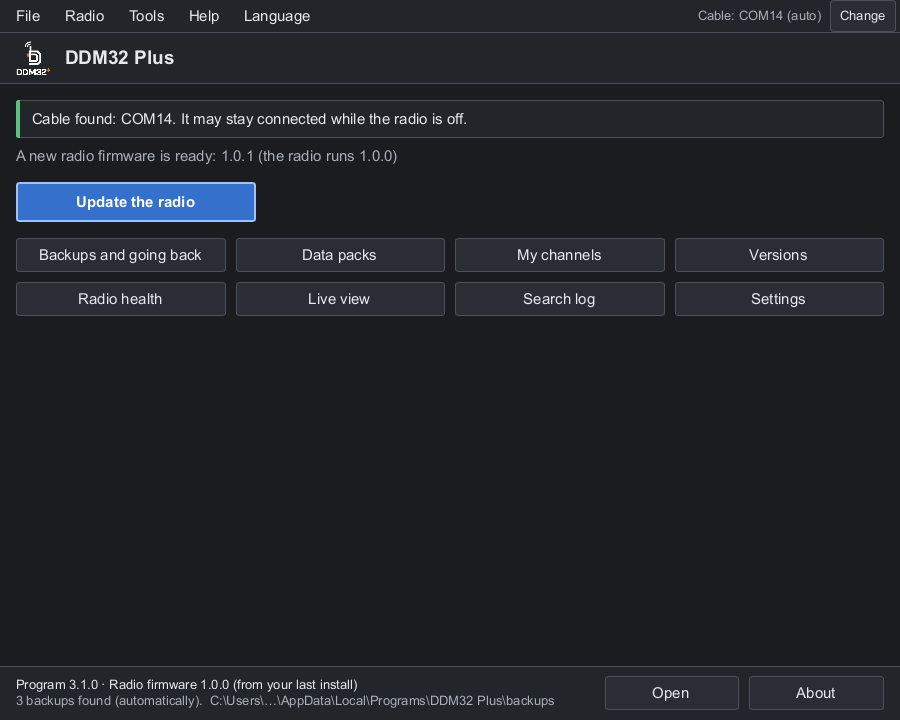 File Radio Tools Help Language Cable: COM14 (auto) Change
DDM32+ DDM32 Plus
Cable found: COM14. It may stay connected while the radio is off.
A new radio firmware is ready: 1.0.1 (the radio runs 1.0.0)
Update the radio
Backups and going back Data packs My channels Versions
Radio health Live view Search log Settings
Program 3.1.0 · Radio firmware 1.0.0 (from your last install)
3 backups found (automatically). C:\Users\…\AppData\Local\Programs\DDM32 Plus\backups
Open About